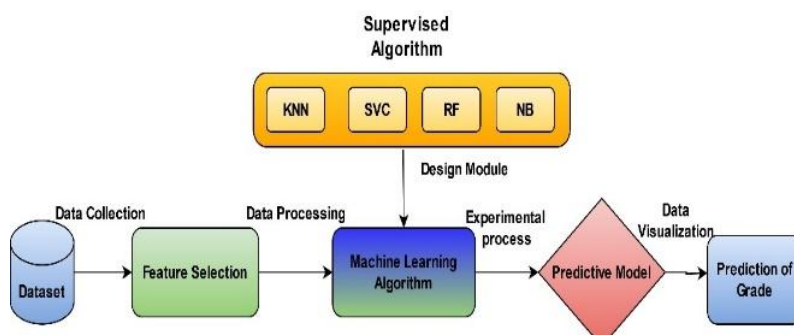 Supervised
Algorithm
KNN
SVC
RF
NB
Design Module
Data Collection
Data Processing
Experimental
process
Data
Visualization
Dataset
Feature Selection
Machine Learning
Algorithm
Predictive Model
Prediction of
Grade